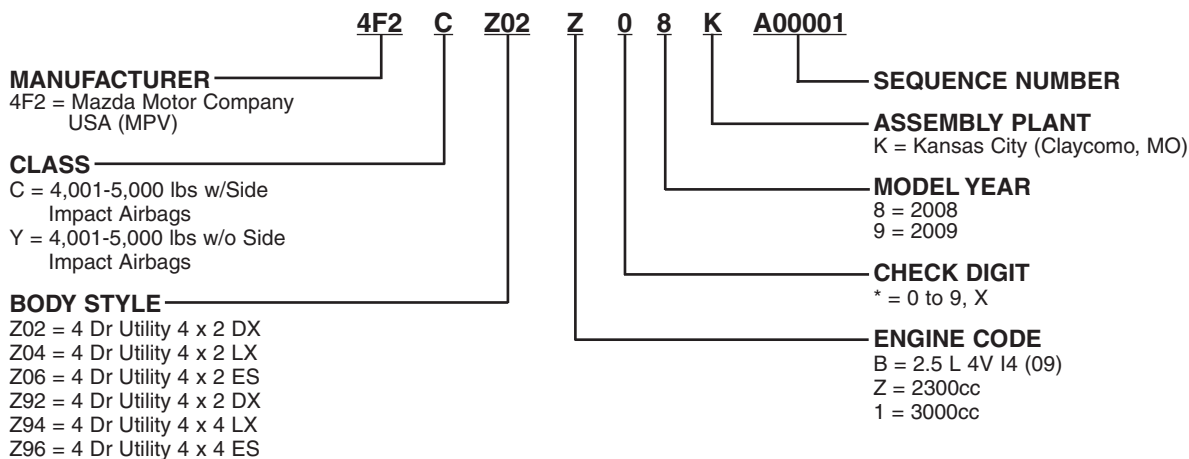 4F2 C Z02 Z 0 8 K A00001
MANUFACTURER
4F2 = Mazda Motor Company
USA (MPV)
CLASS
C = 4,001-5,000 lbs w/Side
Impact Airbags
Y = 4,001-5,000 lbs w/o Side
Impact Airbags
BODY STYLE
Z02 = 4 Dr Utility 4 x 2 DX
Z04 = 4 Dr Utility 4 x 2 LX
Z06 = 4 Dr Utility 4 x 2 ES
Z92 = 4 Dr Utility 4 x 2 DX
Z94 = 4 Dr Utility 4 x 4 LX
Z96 = 4 Dr Utility 4 x 4 ES
SEQUENCE NUMBER
ASSEMBLY PLANT
K = Kansas City (Claycomo, MO)
MODEL YEAR
8 = 2008
9 = 2009
CHECK DIGIT
* = 0 to 9, X
ENGINE CODE
B = 2.5 L 4V I4 (09)
Z = 2300cc
1 = 3000cc